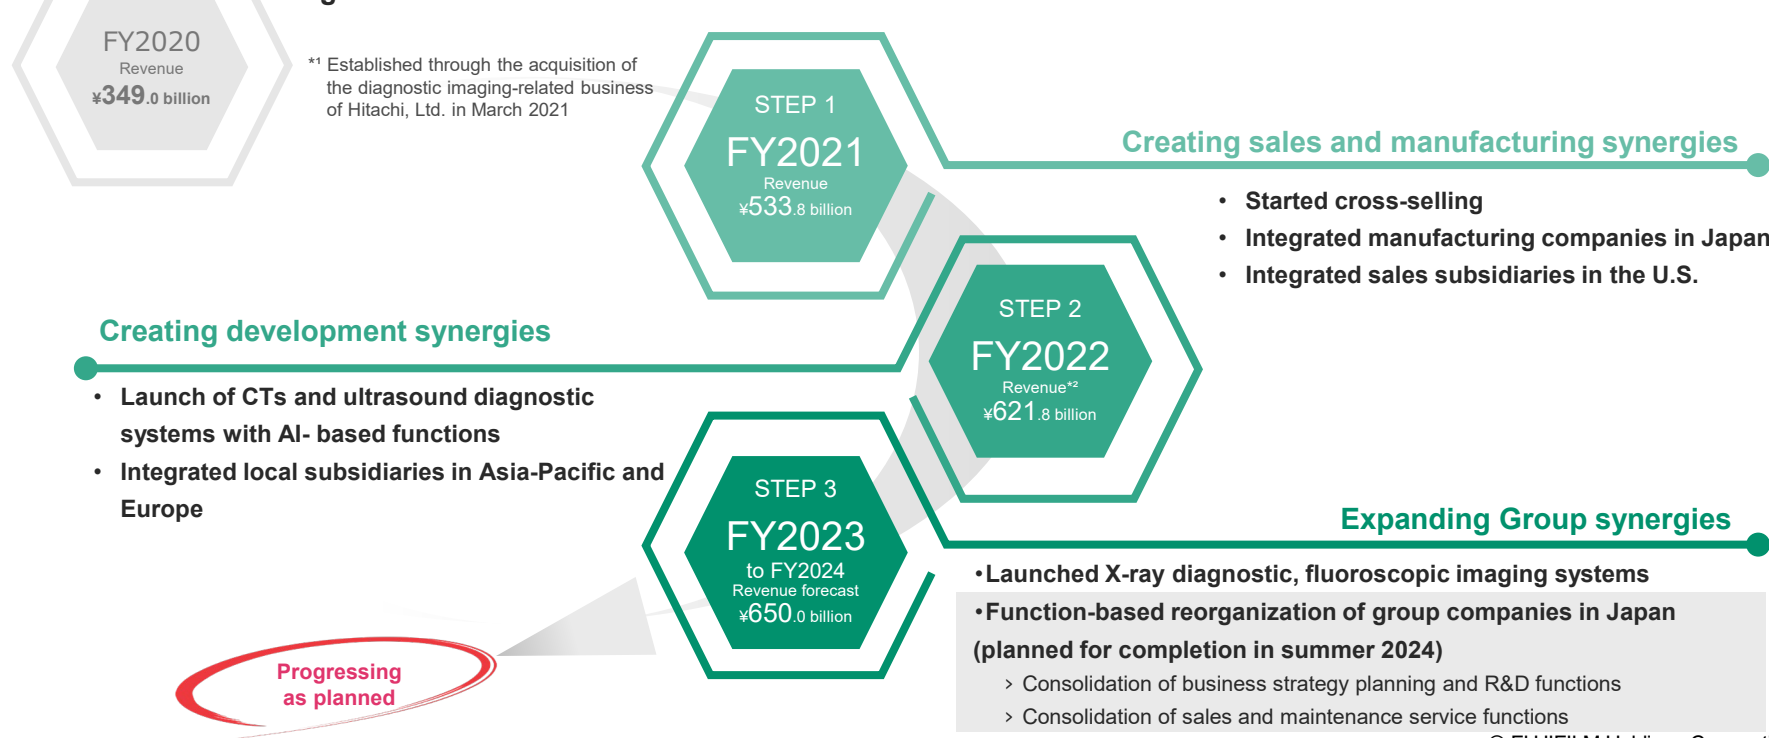 FY2020
Revenue
¥349.0 billion
*¹ Established through the acquisition of
the diagnostic imaging-related business
of Hitachi, Ltd. in March 2021
STEP 1
FY2021
Revenue
¥533.8 billion
Creating sales and manufacturing synergies
• Started cross-selling
• Integrated manufacturing companies in Japan
• Integrated sales subsidiaries in the U.S.
STEP 2
FY2022
Revenue*²
¥621.8 billion
Creating development synergies
• Launch of CTs and ultrasound diagnostic
systems with AI- based functions
• Integrated local subsidiaries in Asia-Pacific and
Europe
STEP 3
FY2023
to FY2024
Revenue forecast
¥650.0 billion
Expanding Group synergies
•Launched X-ray diagnostic, fluoroscopic imaging systems
•Function-based reorganization of group companies in Japan
(planned for completion in summer 2024)
› Consolidation of business strategy planning and R&D functions
› Consolidation of sales and maintenance service functions
Progressing
as planned